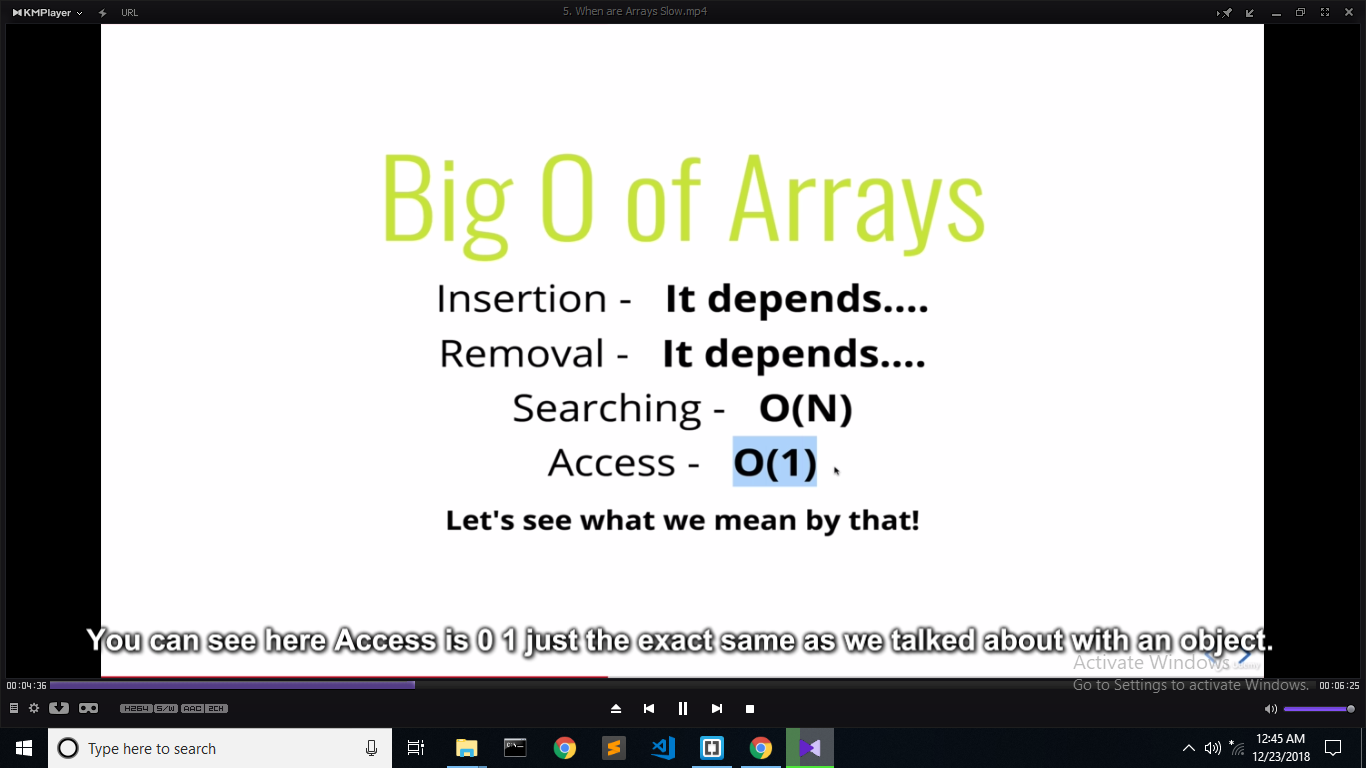 KMPlayer
URL
5. When are Arrays Slow.mp4
Big O of Arrays
Insertion - It depends....
Removal - It depends....
Searching - O(N)
Access - O(1)
Let's see what we mean by that!
You can see here Access is 0 1 just the exact same as we talked about with an object.
Activate Windows
Go to Settings to activate Windows.
00:04:36
00:06:25
H264 S/W AAC 2CH
Type here to search
12:45 AM
12/23/2018